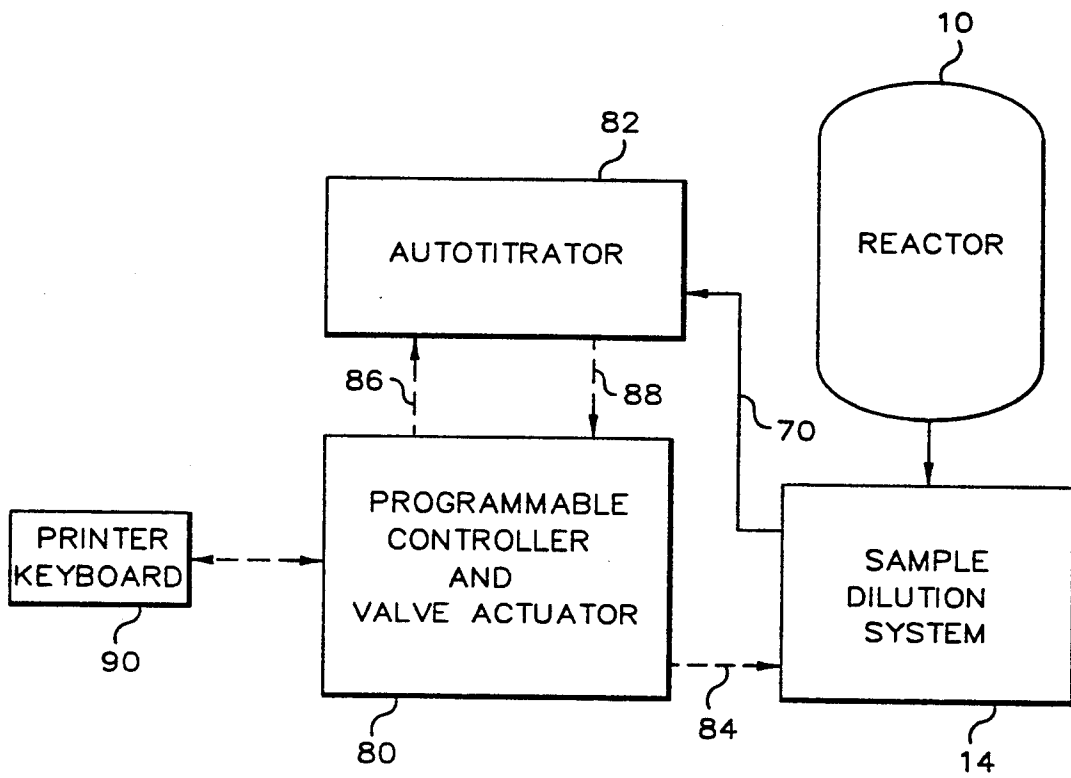 10
82
AUTOTITRATOR
REACTOR
86
88
70
PROGRAMMABLE
CONTROLLER
AND
VALVE ACTUATOR
PRINTER
KEYBOARD
SAMPLE
DILUTION
SYSTEM
90
84
80
14